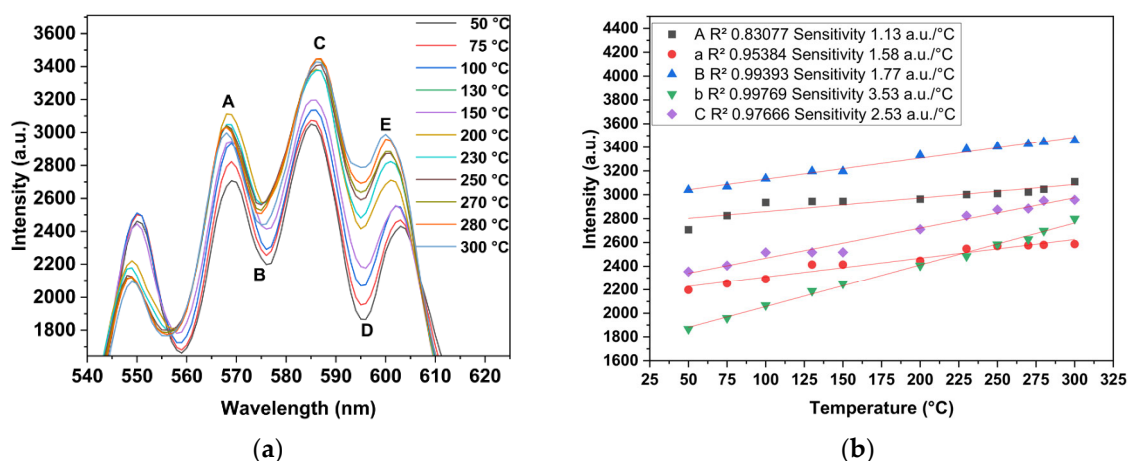 (a)
3600
3400
3200
3000
2800
2600
2400
2200
2000
1800
Intensity (a.u.)
540 550 560 570 580 590 600 610 620
Wavelength (nm)
A
B
C
D
E
50 °C
75 °C
100 °C
130 °C
150 °C
200 °C
230 °C
250 °C
270 °C
280 °C
300 °C
(a)
4400
4200
4000
3800
3600
3400
3200
3000
2800
2600
2400
2200
2000
1800
1600
Intensity (a.u.)
A R² 0.83077 Sensitivity 1.13 a.u./°C
a R² 0.95384 Sensitivity 1.58 a.u./°C
B R² 0.99393 Sensitivity 1.77 a.u./°C
b R² 0.99769 Sensitivity 3.53 a.u./°C
C R² 0.97666 Sensitivity 2.53 a.u./°C
25 50 75 100 125 150 175 200 225 250 275 300 325
Temperature (°C)
(b)